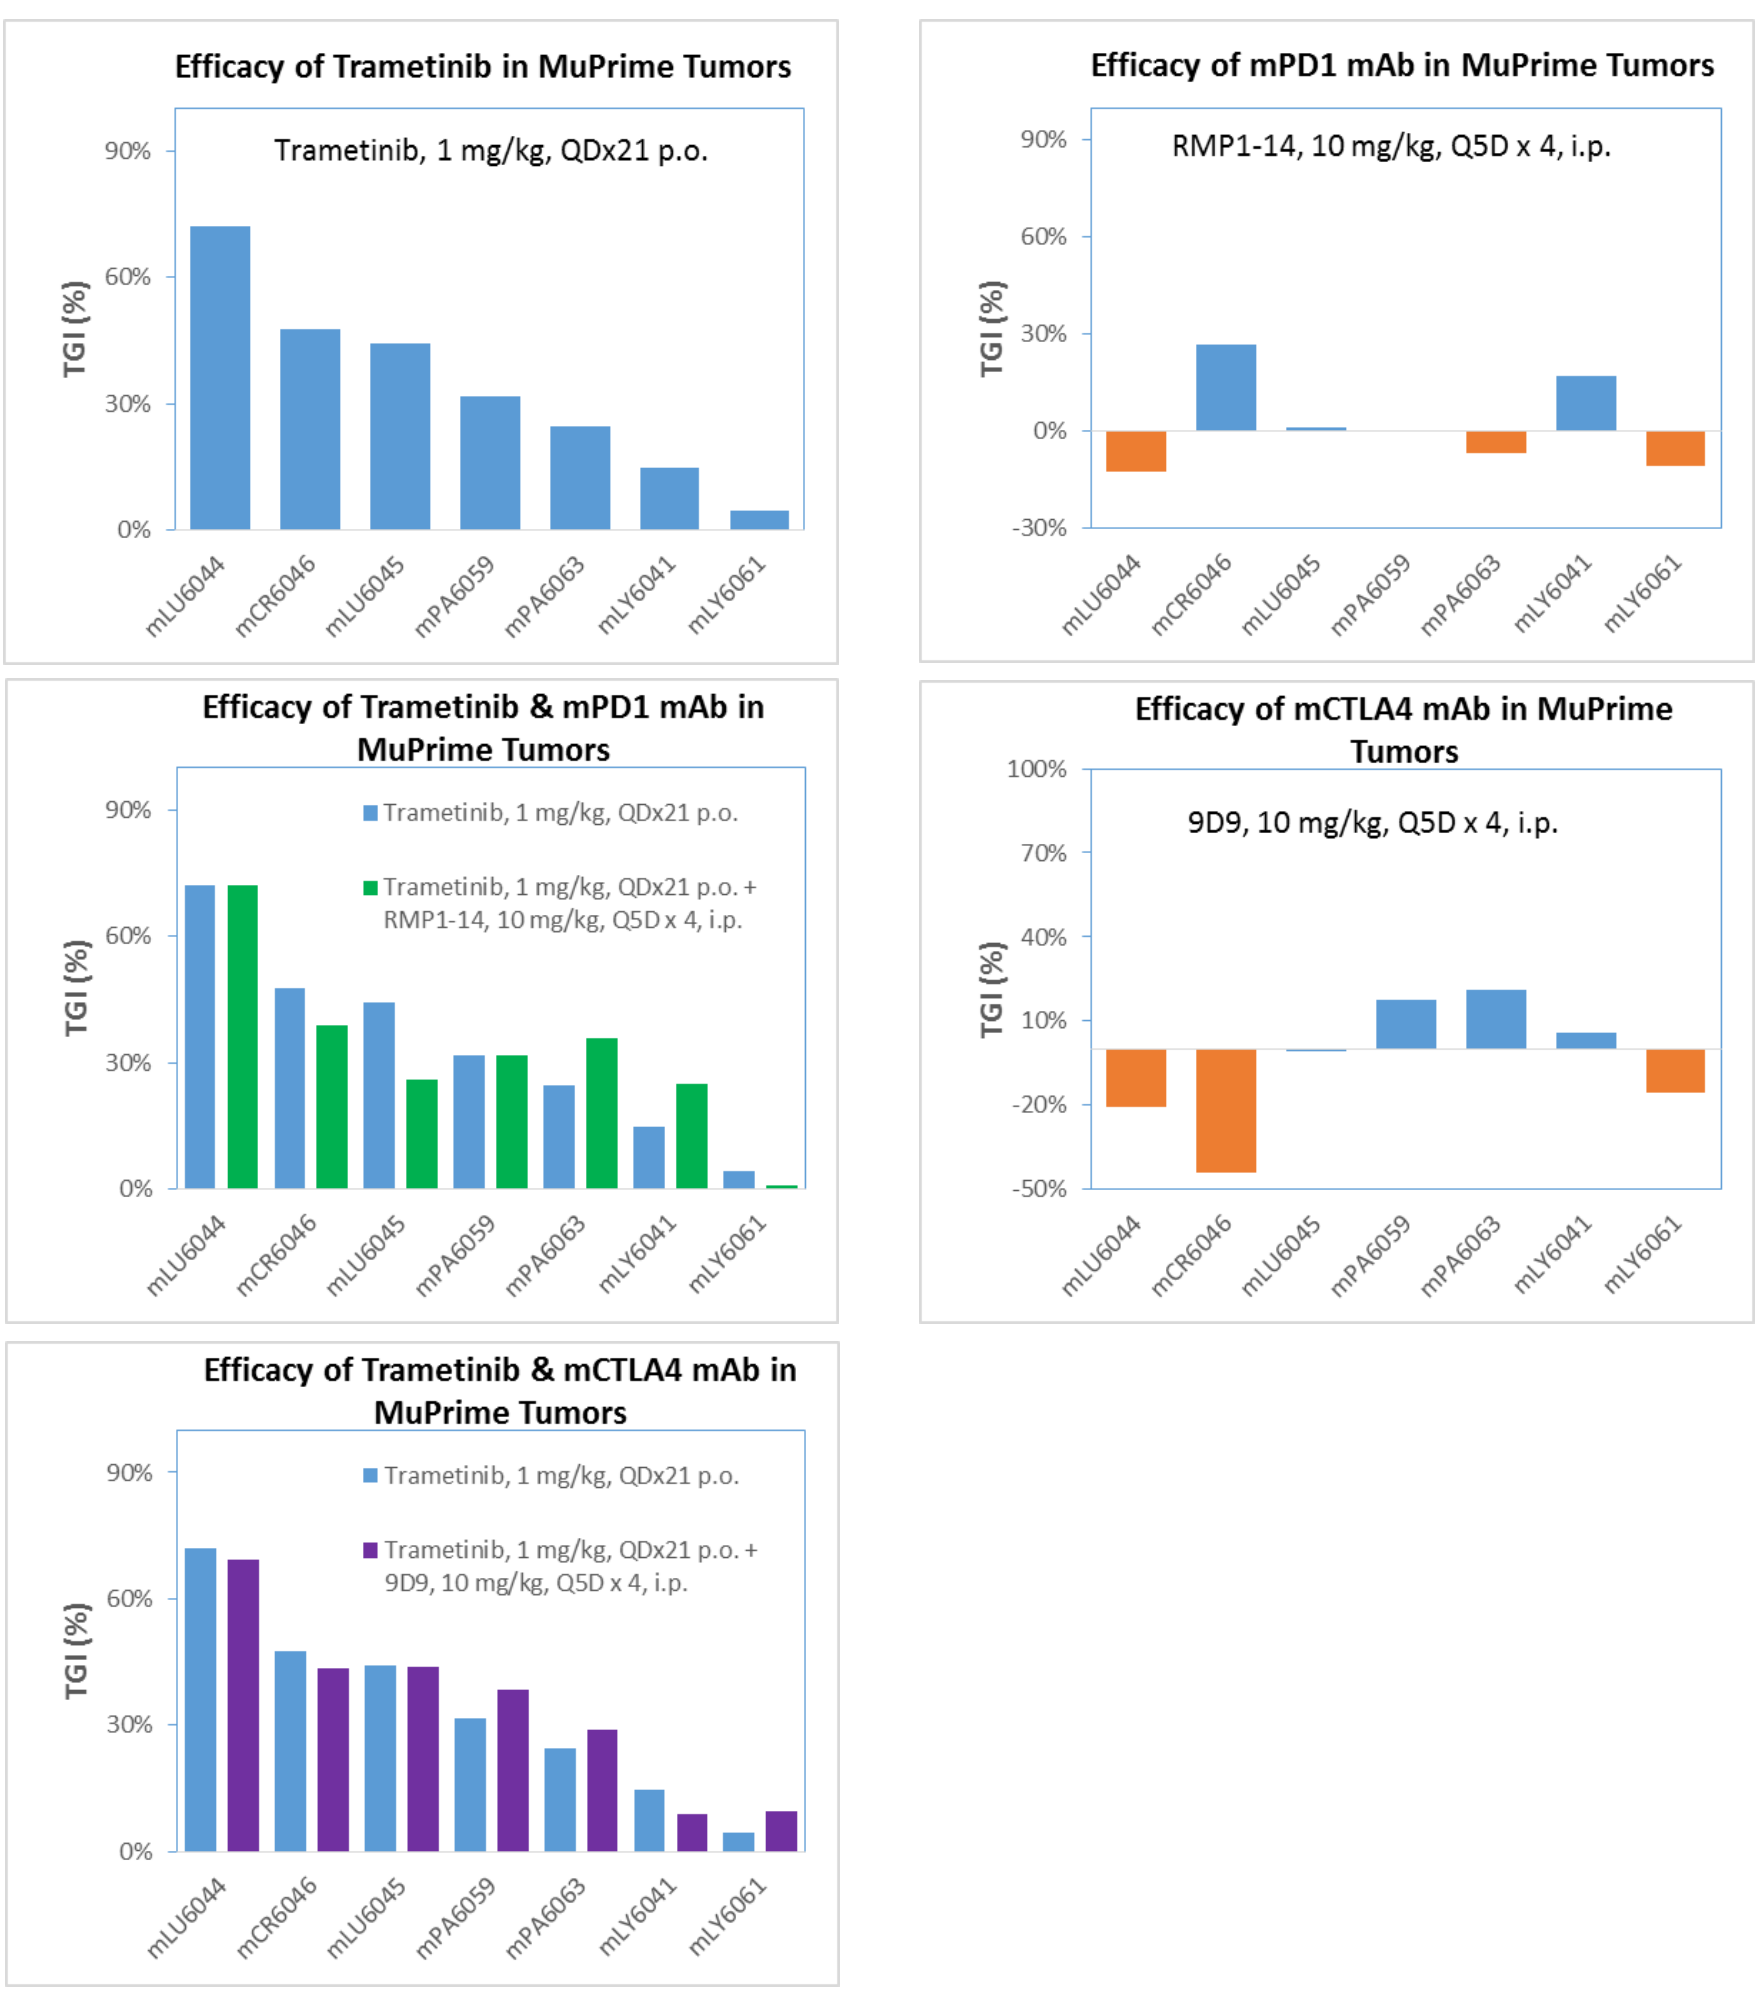 Efficacy of Trametinib in MuPrime Tumors
Trametinib, 1 mg/kg, QDx21 p.o.
TGI (%)
90%
60%
30%
0%
mLU6044
mCR6046
mLU6045
mPA6059
mPA6063
mLY6041
mLY6061
Efficacy of mPD1 mAb in MuPrime Tumors
RMP1-14, 10 mg/kg, Q5D x 4, i.p.
TGI (%)
90%
60%
30%
0%
-30%
mLU6044
mCR6046
mLU6045
mPA6059
mPA6063
mLY6041
mLY6061
Efficacy of Trametinib & mPD1 mAb in
MuPrime Tumors
Trametinib, 1 mg/kg, QDx21 p.o.
Trametinib, 1 mg/kg, QDx21 p.o. +
RMP1-14, 10 mg/kg, Q5D x 4, i.p.
TGI (%)
90%
60%
30%
0%
mLU6044
mCR6046
mLU6045
mPA6059
mPA6063
mLY6041
mLY6061
Efficacy of mCTLA4 mAb in MuPrime
Tumors
9D9, 10 mg/kg, Q5D x 4, i.p.
TGI (%)
100%
70%
40%
10%
-20%
-50%
mLU6044
mCR6046
mLU6045
mPA6059
mPA6063
mLY6041
mLY6061
Efficacy of Trametinib & mCTLA4 mAb in
MuPrime Tumors
Trametinib, 1 mg/kg, QDx21 p.o.
Trametinib, 1 mg/kg, QDx21 p.o. +
9D9, 10 mg/kg, Q5D x 4, i.p.
TGI (%)
90%
60%
30%
0%
mLU6044
mCR6046
mLU6045
mPA6059
mPA6063
mLY6041
mLY6061